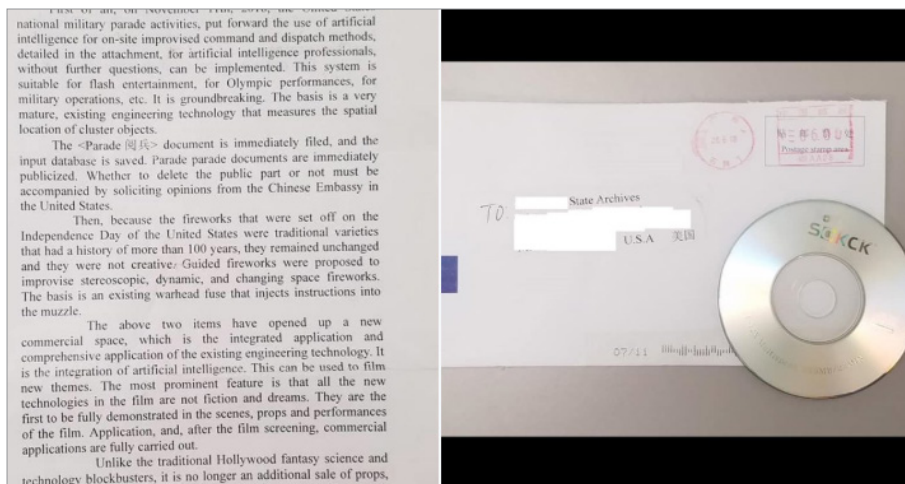 First of all, on November 11th, 2018, the United States
national military parade activities, put forward the use of artificial
intelligence for on-site improvised command and dispatch methods,
detailed in the attachment, for artificial intelligence professionals,
without further questions, can be implemented. This system is
suitable for flash entertainment, for Olympic performances, for
military operations, etc. It is groundbreaking. The basis is a very
mature, existing engineering technology that measures the spatial
location of cluster objects.
The <Parade 阅兵> document is immediately filed, and the
input database is saved. Parade parade documents are immediately
publicized. Whether to delete the public part or not must be
accompanied by soliciting opinions from the Chinese Embassy in
the United States.
Then, because the fireworks that were set off on the
Independence Day of the United States were traditional varieties
that had a history of more than 100 years, they remained unchanged
and they were not creative. Guided fireworks were proposed to
improvise stereoscopic, dynamic, and changing space fireworks.
The basis is an existing warhead fuse that injects instructions into
the muzzle.
The above two items have opened up a new
commercial space, which is the integrated application and
comprehensive application of the existing engineering technology. It
is the integration of artificial intelligence. This can be used to film
new themes. The most prominent feature is that all the new
technologies in the film are not fiction and dreams. They are the
first to be fully demonstrated in the scenes, props and performances
of the film. Application, and, after the film screening, commercial
applications are fully carried out.
Unlike the traditional Hollywood fantasy science and
technology blockbusters, it is no longer an additional sale of props,
Postage stamp area
TO:
State Archives
U.S.A 美国
07/11